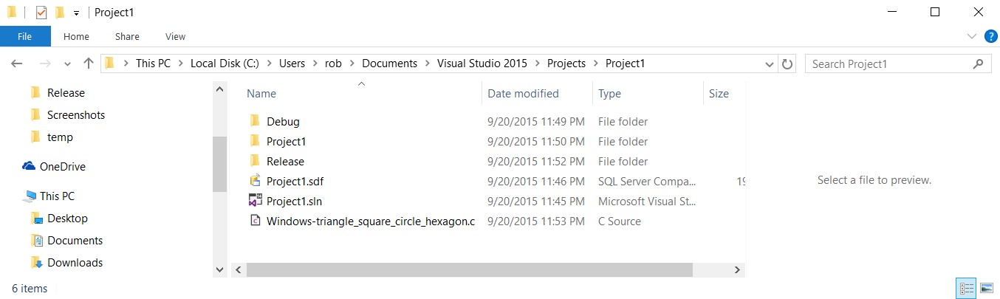 Project1
File Home Share View
This PC Local Disk (C:) Users rob Documents Visual Studio 2015 Projects Project1 Search Project1
Release
Screenshots
temp
OneDrive
This PC
Desktop
Documents
Downloads
Name Date modified Type Size
Debug 9/20/2015 11:49 PM File folder
Project1 9/20/2015 11:50 PM File folder
Release 9/20/2015 11:52 PM File folder
Project1.sdf 9/20/2015 11:46 PM SQL Server Compa... 19
Project1.sln 9/20/2015 11:45 PM Microsoft Visual St...
Windows-triangle_square_circle_hexagon.c 9/20/2015 11:53 PM C Source
Select a file to preview.
6 items